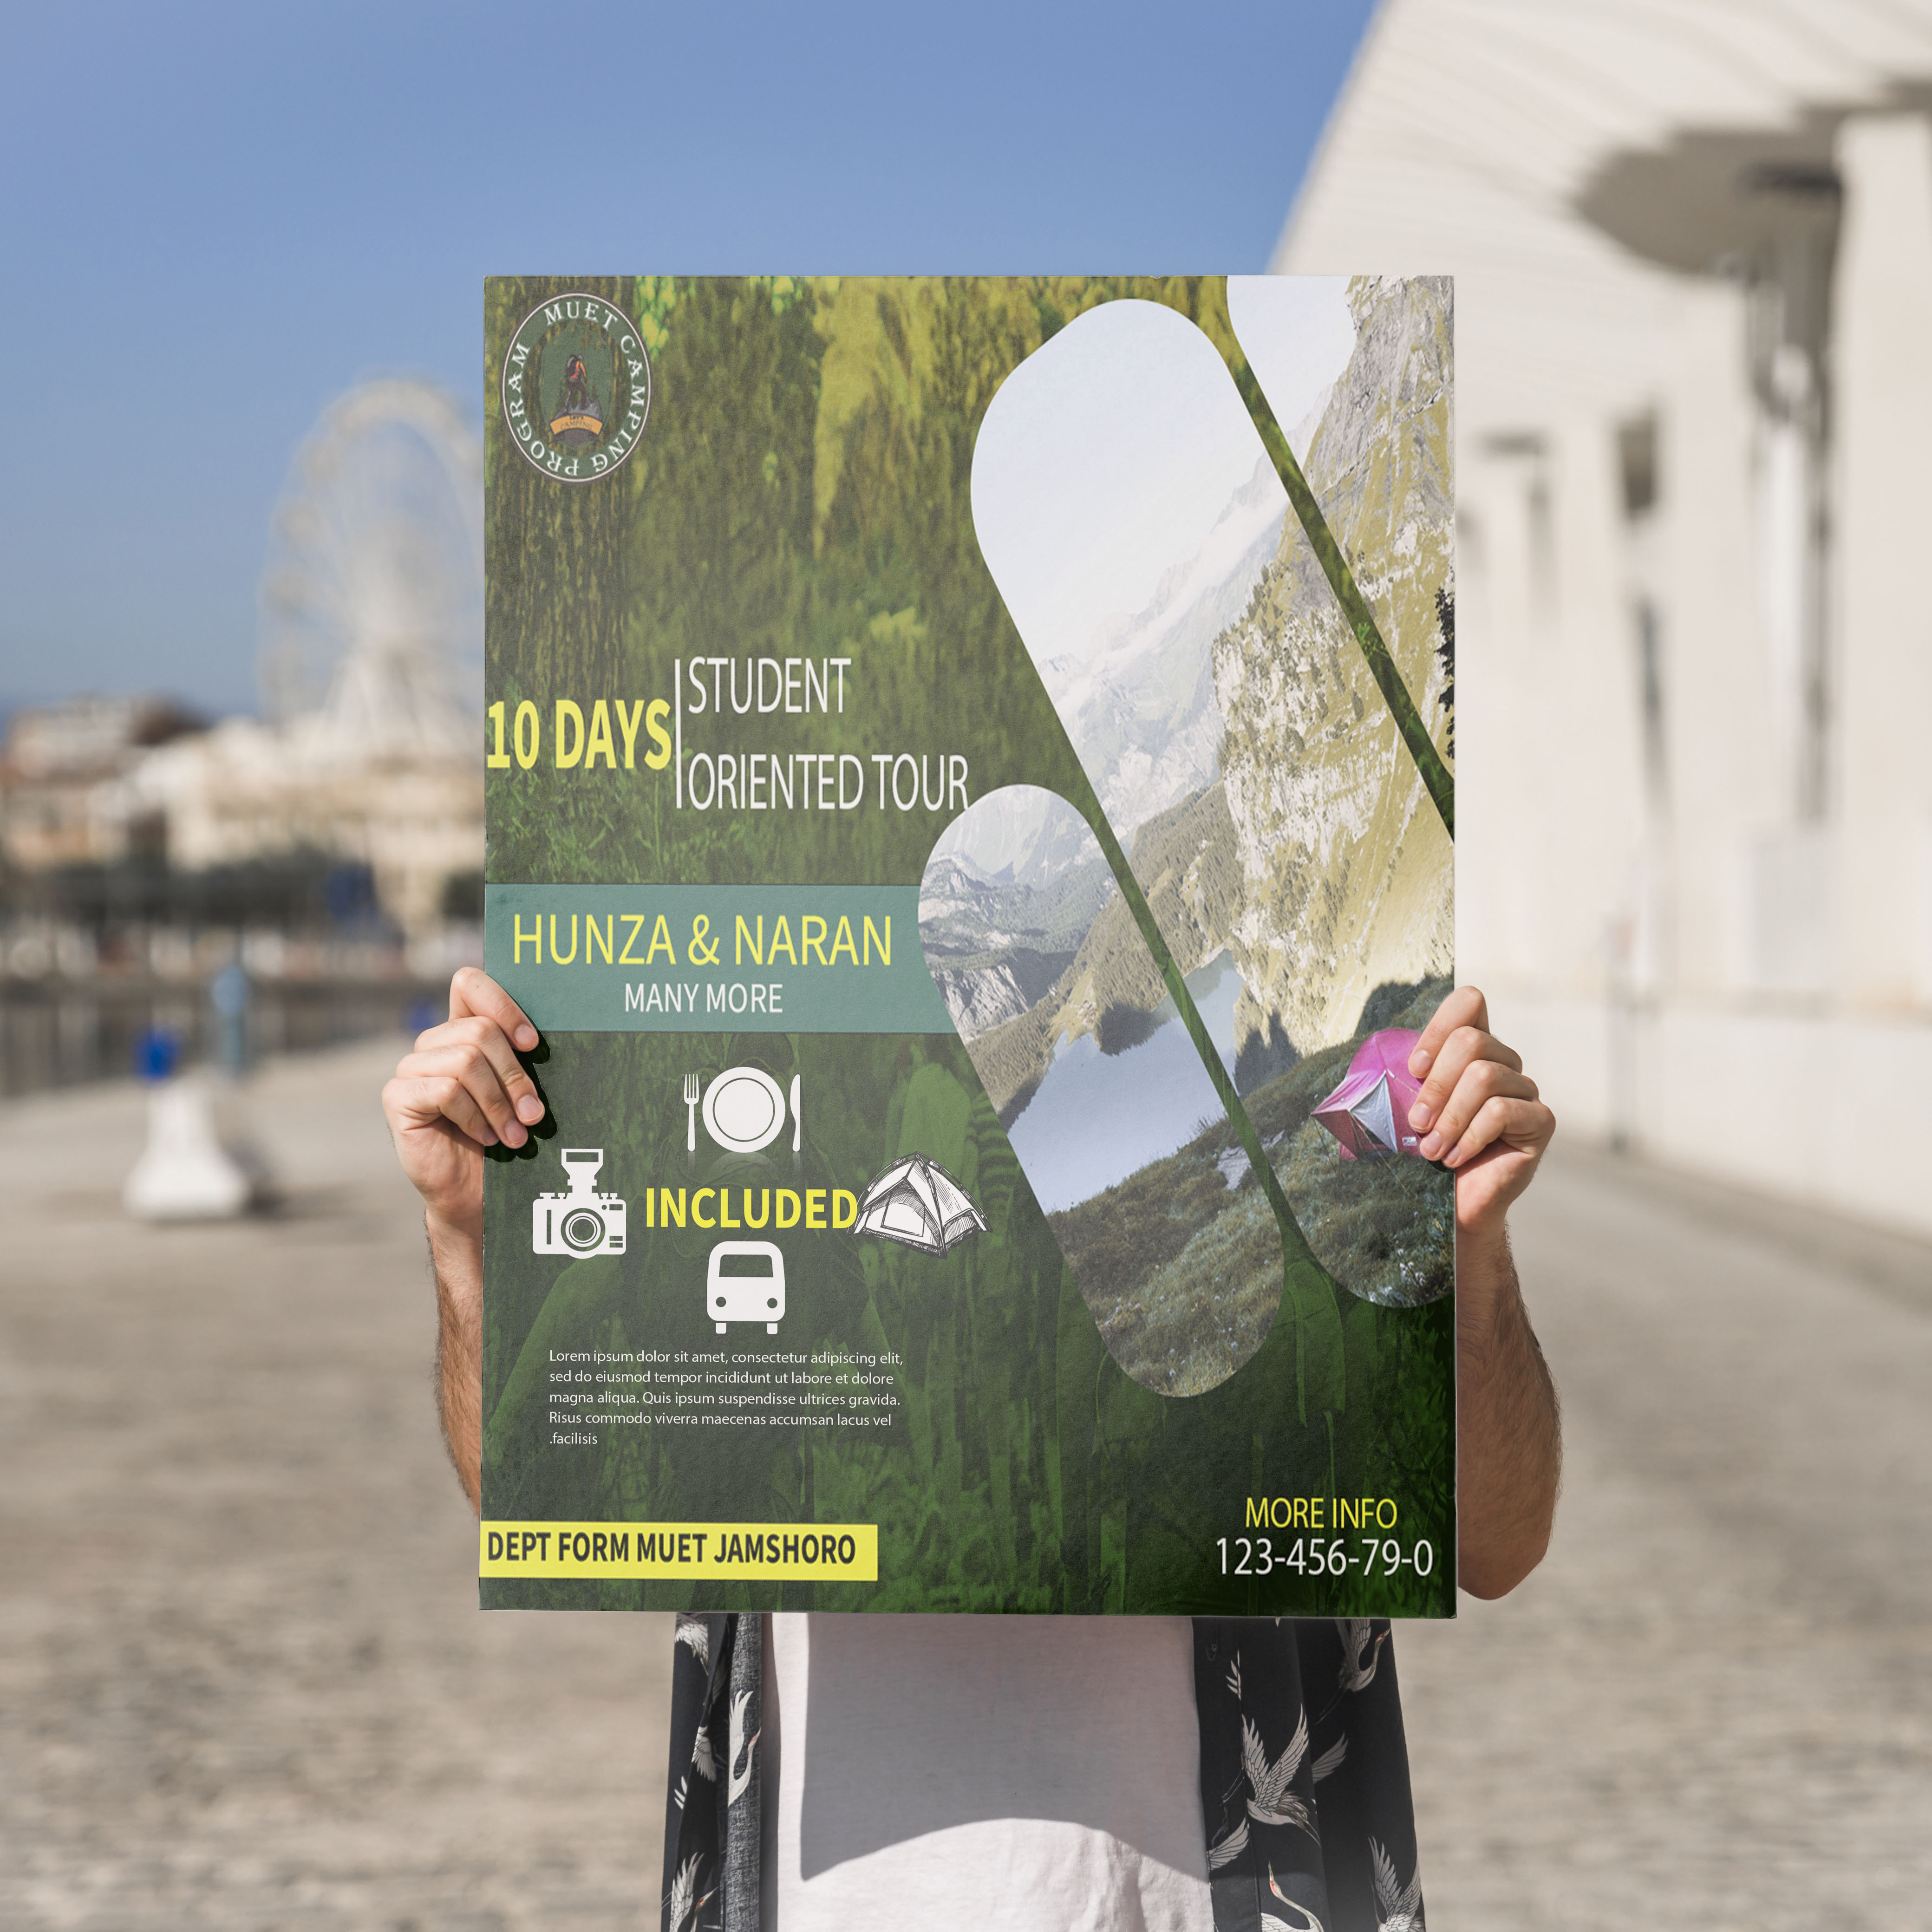 MUET CAMPING PROGRAM
CAMPING
10 DAYS
STUDENT
ORIENTED TOUR
HUNZA & NARAN
MANY MORE
INCLUDED
Lorem ipsum dolor sit amet, consectetur adipiscing elit,
sed do eiusmod tempor incididunt ut labore et dolore
magna aliqua. Quis ipsum suspendisse ultrices gravida.
Risus commodo viverra maecenas accumsan lacus vel
.facilisis
DEPT FORM MUET JAMSHORO
MORE INFO
123-456-79-0